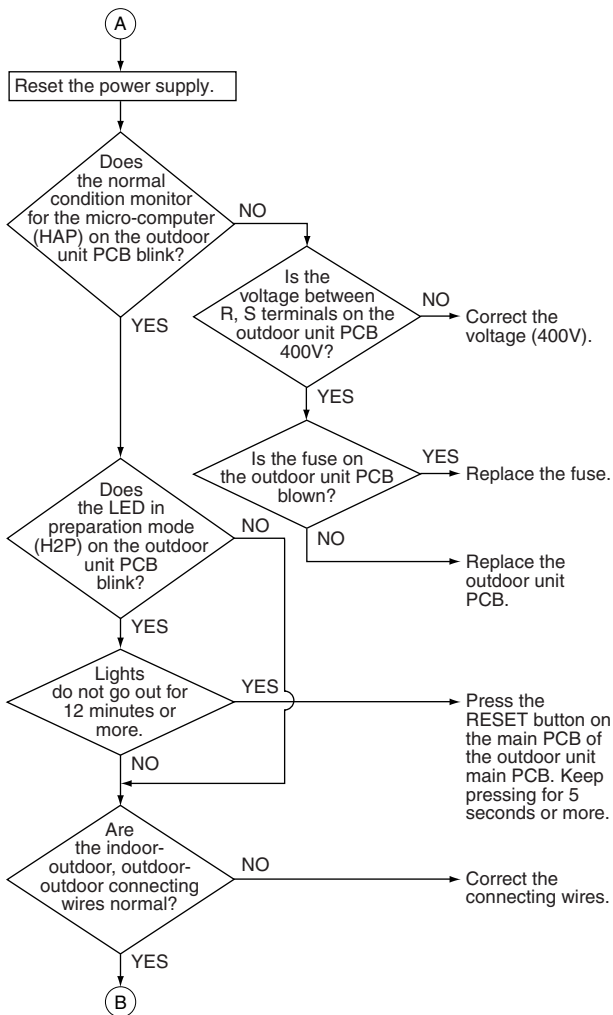 A
Reset the power supply.
Does
the normal
condition monitor
for the micro-computer
(HAP) on the outdoor
unit PCB blink?
NO
YES
Is the
voltage between
R, S terminals on the
outdoor unit PCB
400V?
NO
Correct the
voltage (400V).
YES
Is the fuse on
the outdoor unit PCB
blown?
YES
Replace the fuse.
NO
Replace the
outdoor unit
PCB.
Does
the LED in
preparation mode
(H2P) on the outdoor
unit PCB
blink?
NO
YES
Lights
do not go out for
12 minutes or
more.
YES
Press the
RESET button on
the main PCB of
the outdoor unit
main PCB. Keep
pressing for 5
seconds or more.
NO
Are
the indoor-
outdoor, outdoor-
outdoor connecting
wires normal?
NO
Correct the
connecting wires.
YES
B